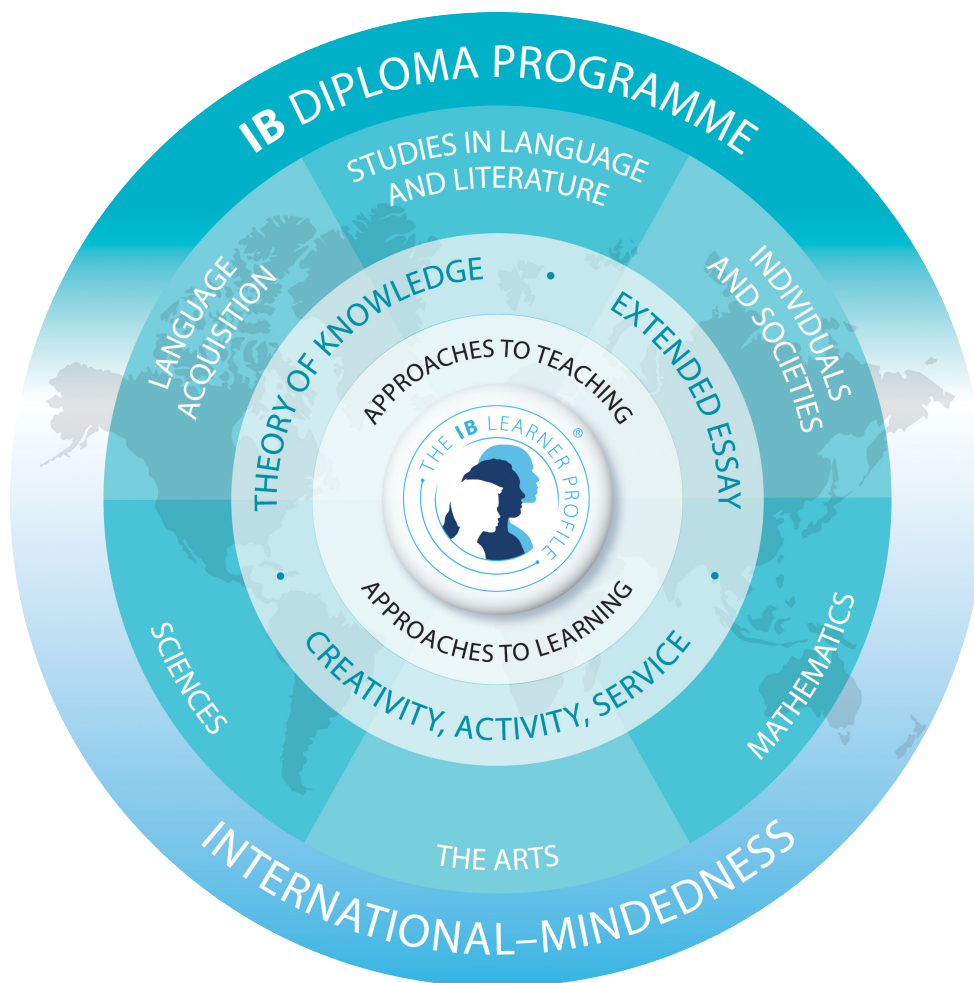 IB DIPLOMA PROGRAMME
STUDIES IN LANGUAGE
AND LITERATURE
LANGUAGE
ACQUISITION
INDIVIDUALS
AND SOCIETIES
THEORY OF KNOWLEDGE
EXTENDED ESSAY
APPROACHES TO TEACHING
THE IB LEARNER PROFILE®
APPROACHES TO LEARNING
CREATIVITY, ACTIVITY, SERVICE
SCIENCES
MATHEMATICS
THE ARTS
INTERNATIONAL–MINDEDNESS